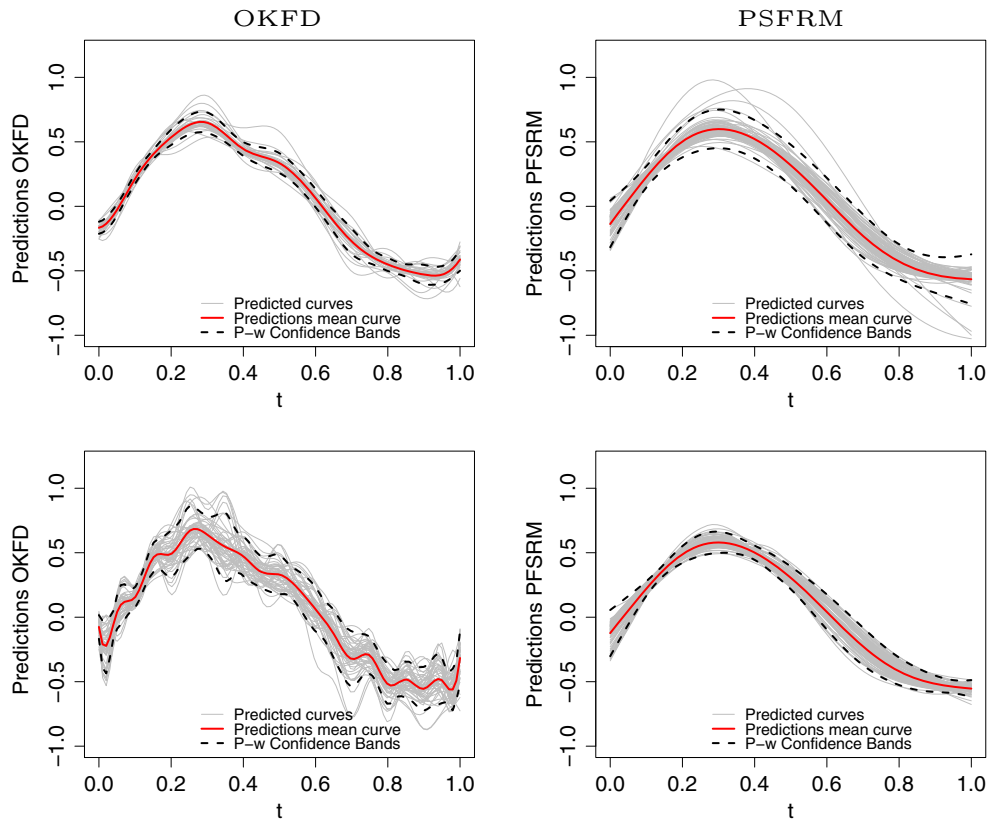 OKFD
PSFRM
Predictions OKFD
1.0
0.5
0.0
−0.5
−1.0
Predicted curves
Predictions mean curve
P−w Confidence Bands
0.0 0.2 0.4 0.6 0.8 1.0
t
Predictions PFSRM
1.0
0.5
0.0
−0.5
−1.0
Predicted curves
Predictions mean curve
P−w Confidence Bands
0.0 0.2 0.4 0.6 0.8 1.0
t
Predictions OKFD
1.0
0.5
0.0
−0.5
−1.0
Predicted curves
Predictions mean curve
P−w Confidence Bands
0.0 0.2 0.4 0.6 0.8 1.0
t
Predictions PFSRM
1.0
0.5
0.0
−0.5
−1.0
Predicted curves
Predictions mean curve
P−w Confidence Bands
0.0 0.2 0.4 0.6 0.8 1.0
t